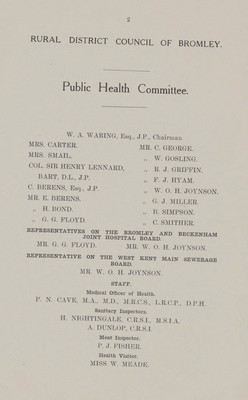 2
RURAL DISTRICT COUNCIL OF BROMLEY.
Public Health Committee.
W. A. WARING, Esq., J.P., Chairman
MRS. CARTER. MR. C. GEORGE.
MRS. SMAIL. „ W. GOSLING.
COL. SIR HENRY LENNARD, „ R. J. GRIFFIN.
BART, D.L., J.P. „ F. J. HYAM.
C. BERENS, Esq., J.P. „ W. O. H. JOYNSON.
MR. E. BERENS. „ G. J. MILLER
„ H. BOND. „ B. SIMPSON.
„ G. G. FLOYD. „ C. SMITHER.
REPRESENTATIVES ON THE BROMLEY AND BECKENHAM
JOINT HOSPITAL BOARD.
MR. G. G. FLOYD. MR. W. O. H. JOYNSON.
REPRESENTATIVE ON THE WEST KENT MAIN SEWERAGE
BOARD.
MR. W. O. H. JOYNSON.
STAFF.
Medical Officer of Health.
P. N. CAVE, M.A., M.D., M.R.C.S., L.R.C.P., D.P.H.
Sanitary Inspectors.
H. NIGHTINGALE, C.R.S.I., M.S.I.A.
A. DUNLOP, C.R.S.I.
Meat Inspector.
P. J. FISHER.
Health Visitor.
MISS W. MEADE.